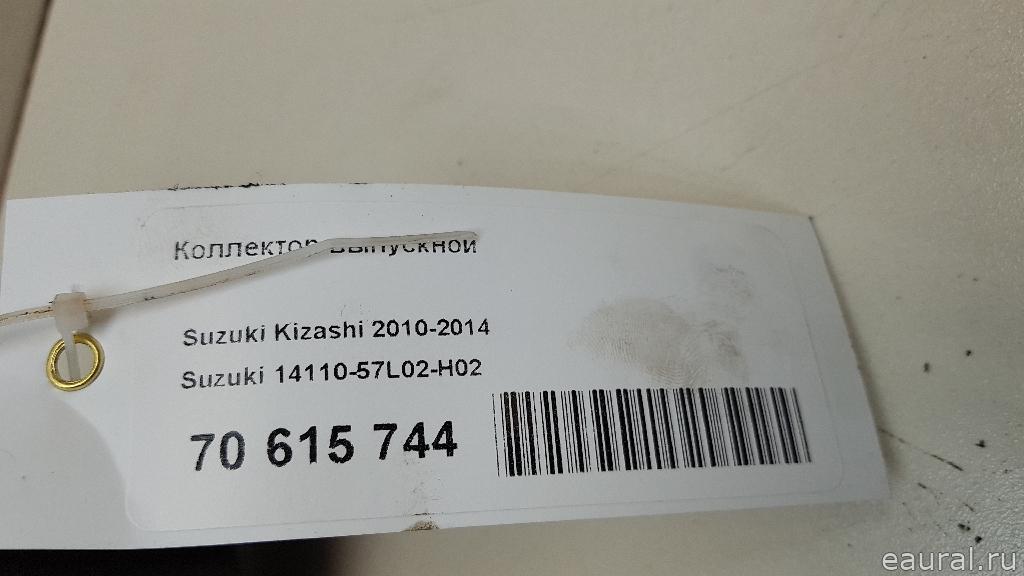 Коллектор выпускной
Suzuki Kizashi 2010-2014
Suzuki 14110-57L02-H02
70 615 744
eaural.ru